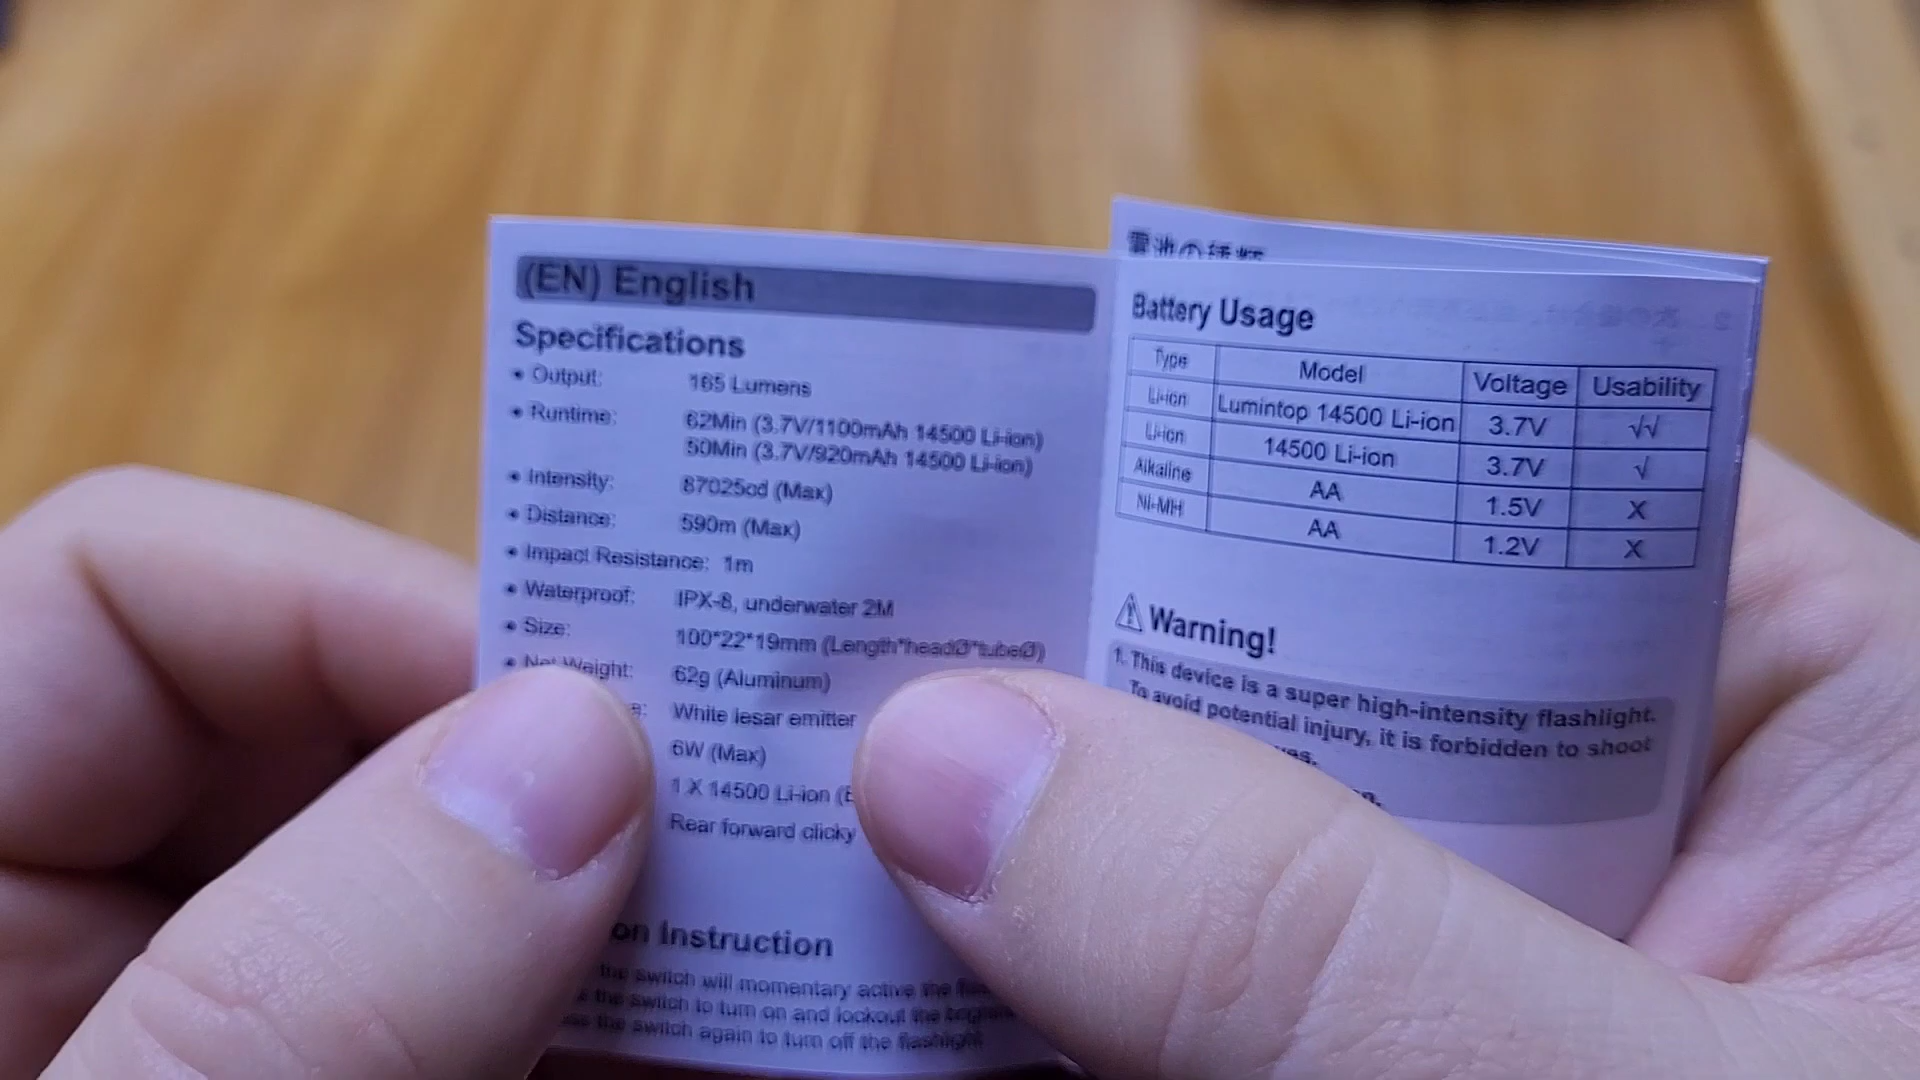 (EN) English
Specifications
• Output: 165 Lumens
• Runtime: 62Min (3.7V/1100mAh 14500 Li-ion)
50Min (3.7V/920mAh 14500 Li-ion)
• Intensity: 87025cd (Max)
• Distance: 590m (Max)
• Impact Resistance: 1m
• Waterproof: IPX-8, underwater 2M
• Size: 100*22*19mm (Length*headØ*tubeØ)
• Net Weight: 62g (Aluminum)
White lesar emitter
6W (Max)
1 X 14500 Li-ion
Rear forward clicky
Instruction
the switch will momentary active the
the switch to turn on and lockout the
the switch again to turn off the flashlight
電池の種類
Battery Usage
Type Model Voltage Usability
Li-ion Lumintop 14500 Li-ion 3.7V √√
Li-ion 14500 Li-ion 3.7V √
Alkaline AA 1.5V X
Ni-MH AA 1.2V X
Warning!
1. This device is a super high-intensity flashlight.
To avoid potential injury, it is forbidden to shoot